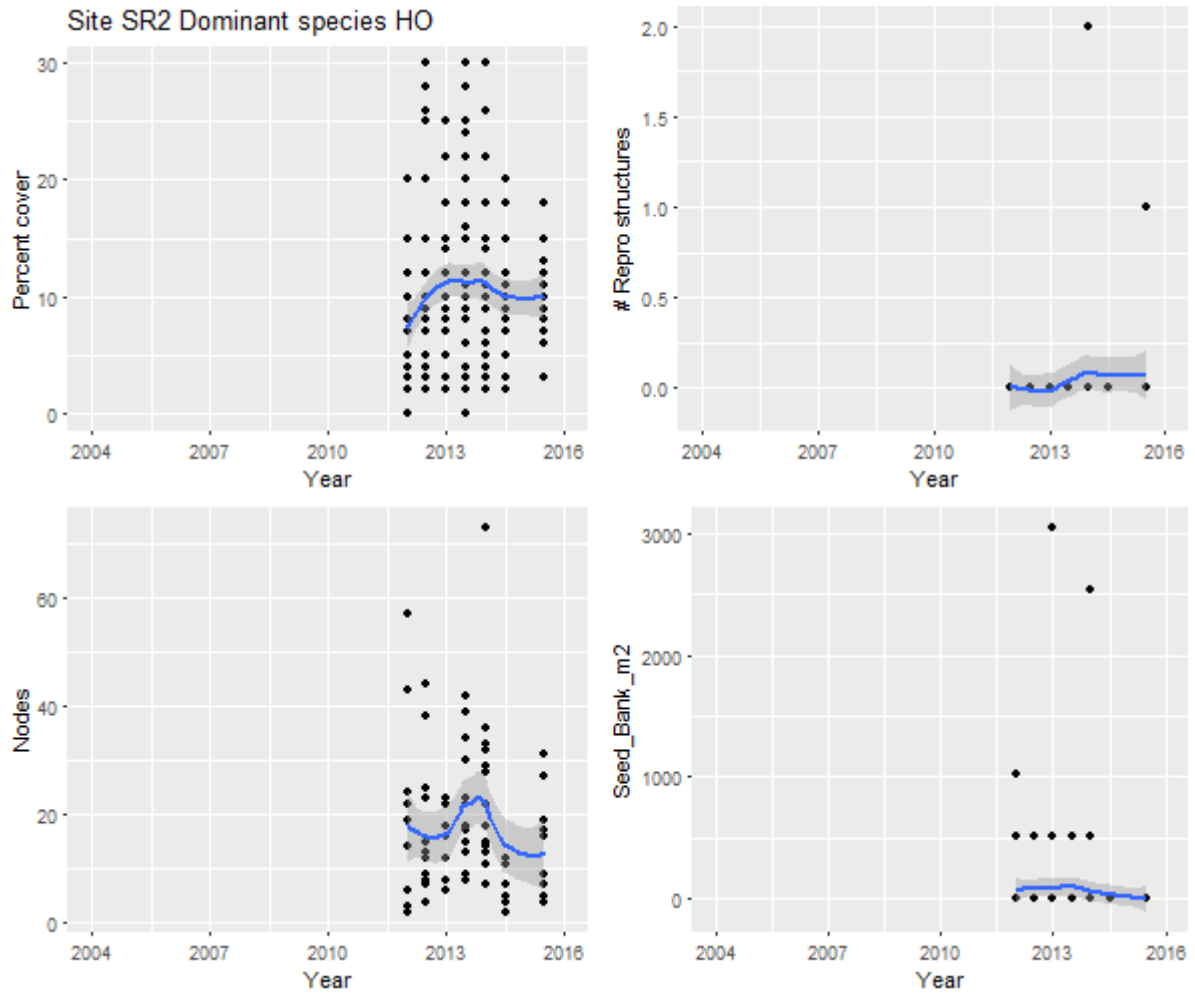 Site SR2 Dominant species HO
30
20
10
0
Percent cover
2004 2007 2010 2013 2016
Year
2.0
1.5
1.0
0.5
0.0
# Repro structures
2004 2007 2010 2013 2016
Year
60
40
20
0
Nodes
2004 2007 2010 2013 2016
Year
3000
2000
1000
0
Seed_Bank_m2
2004 2007 2010 2013 2016
Year